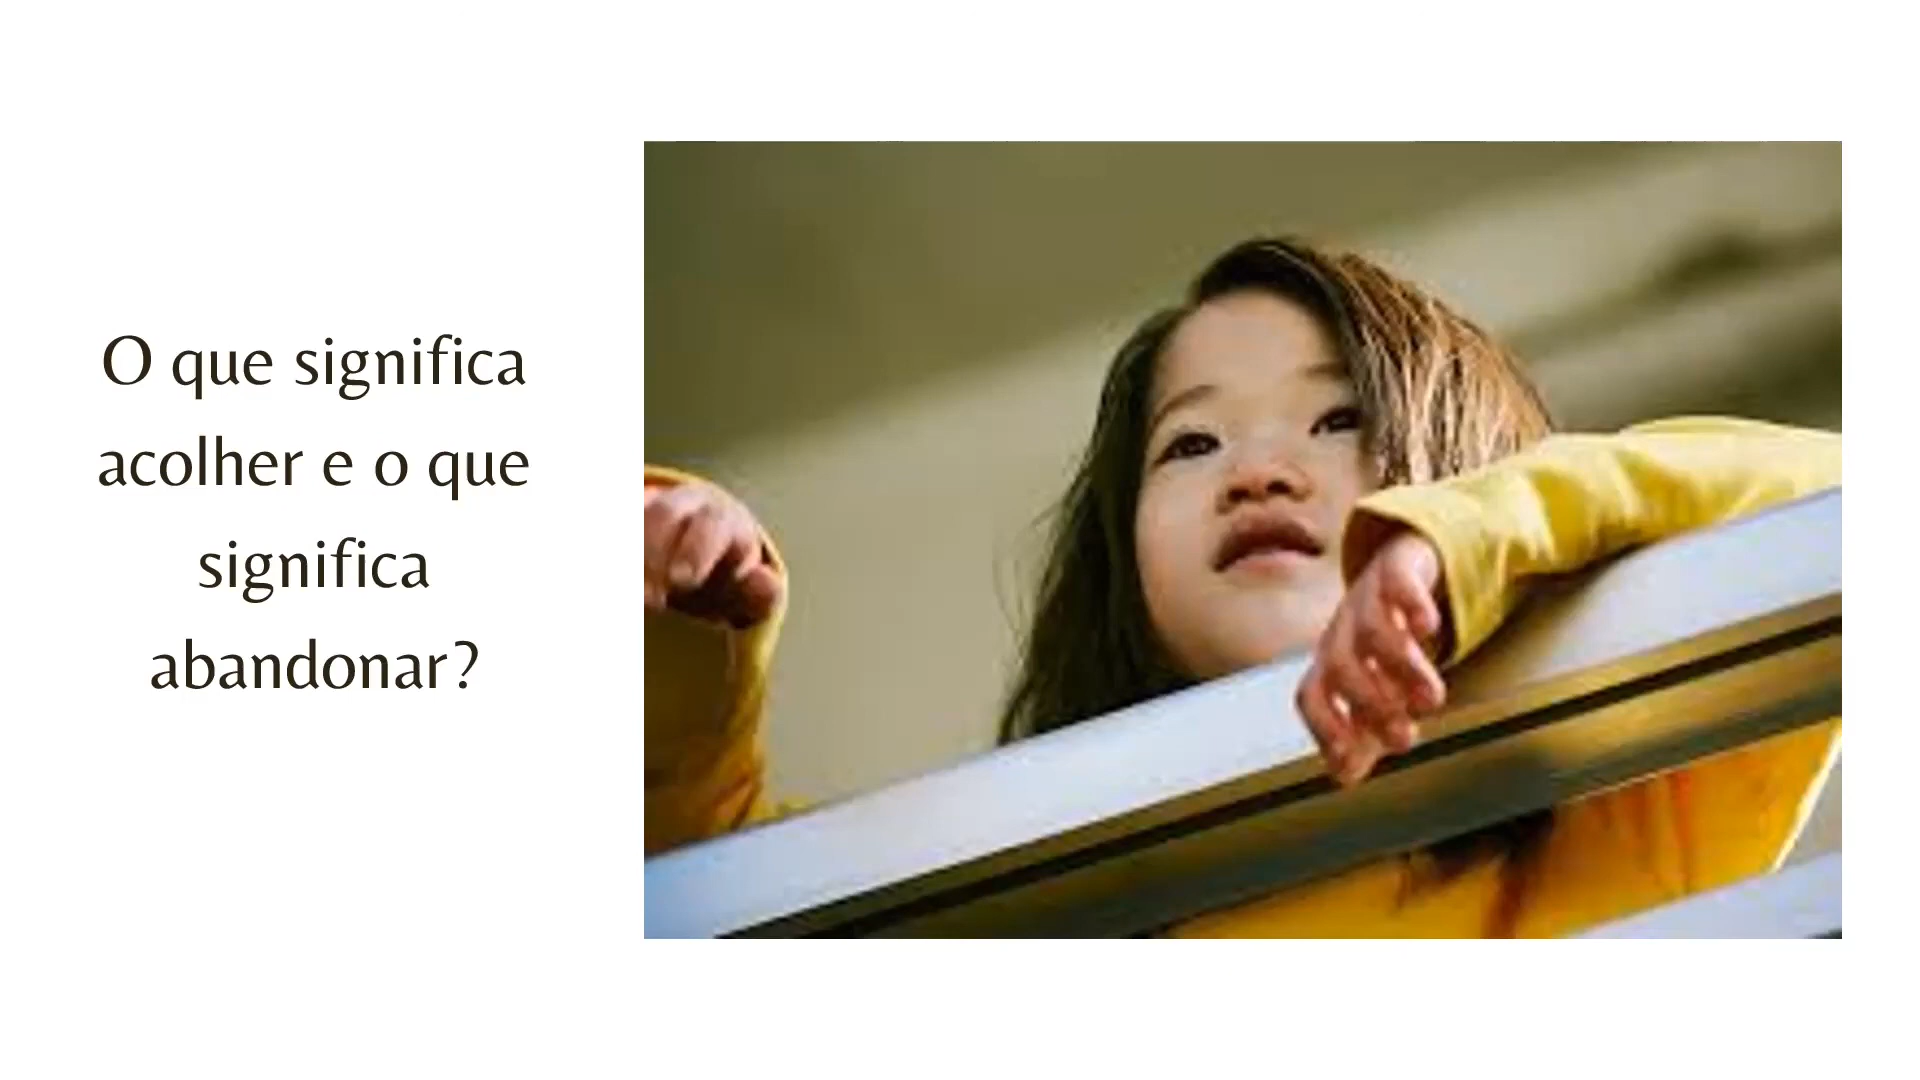 O que significa
acolher e o que
significa
abandonar?